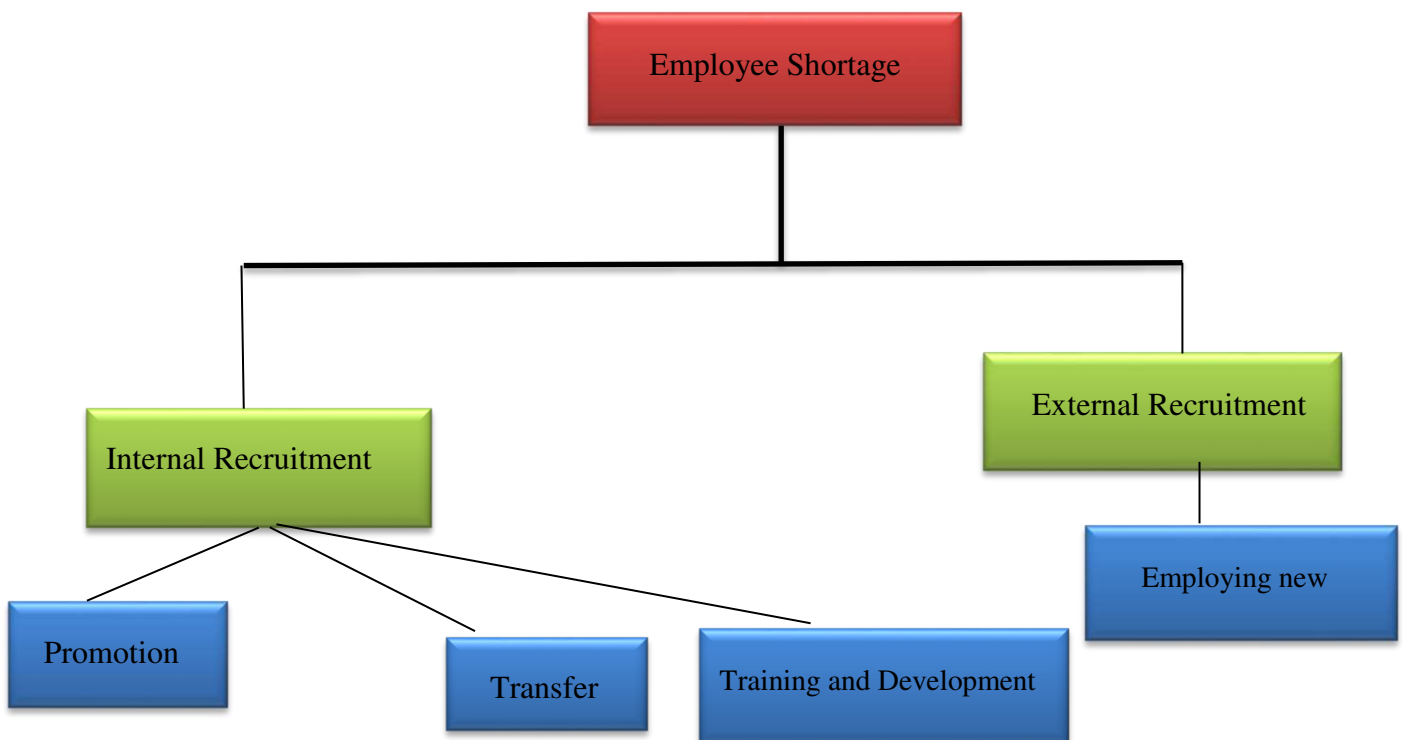 Employee Shortage
External Recruitment
Internal Recruitment
Employing new
Promotion
Transfer
Training and Development